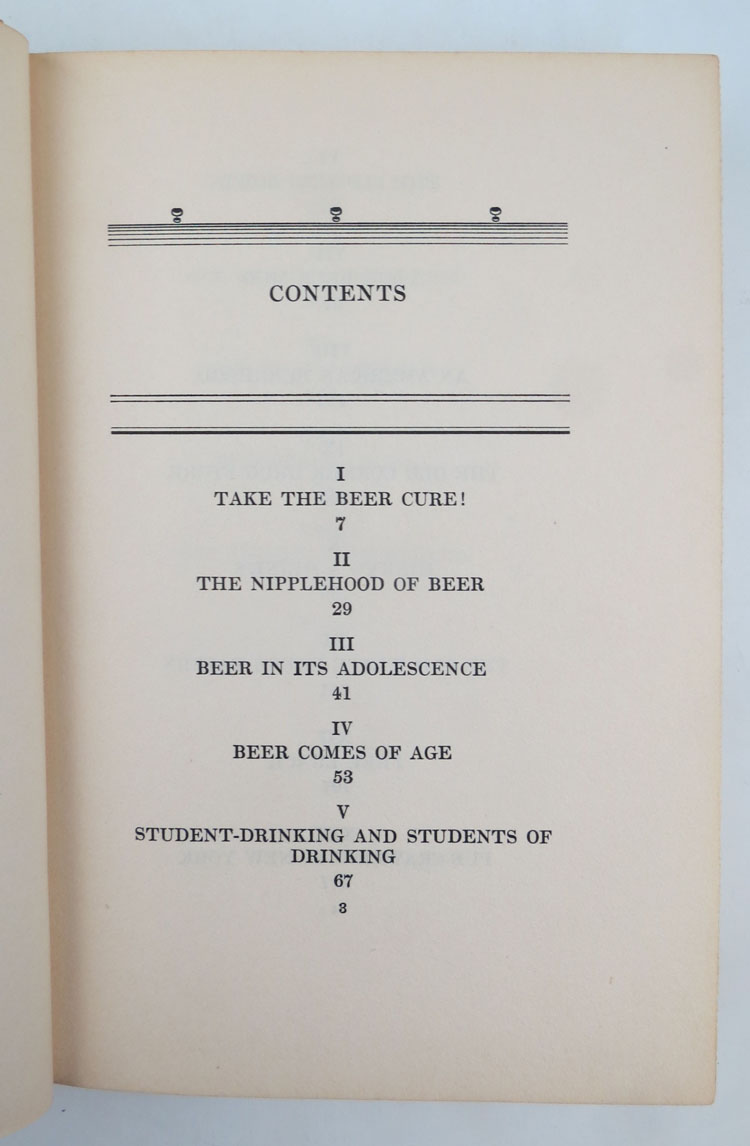 CONTENTS
I
TAKE THE BEER CURE!
7
II
THE NIPPLEHOOD OF BEER
29
III
BEER IN ITS ADOLESCENCE
41
IV
BEER COMES OF AGE
53
V
STUDENT-DRINKING AND STUDENTS OF
DRINKING
67
3